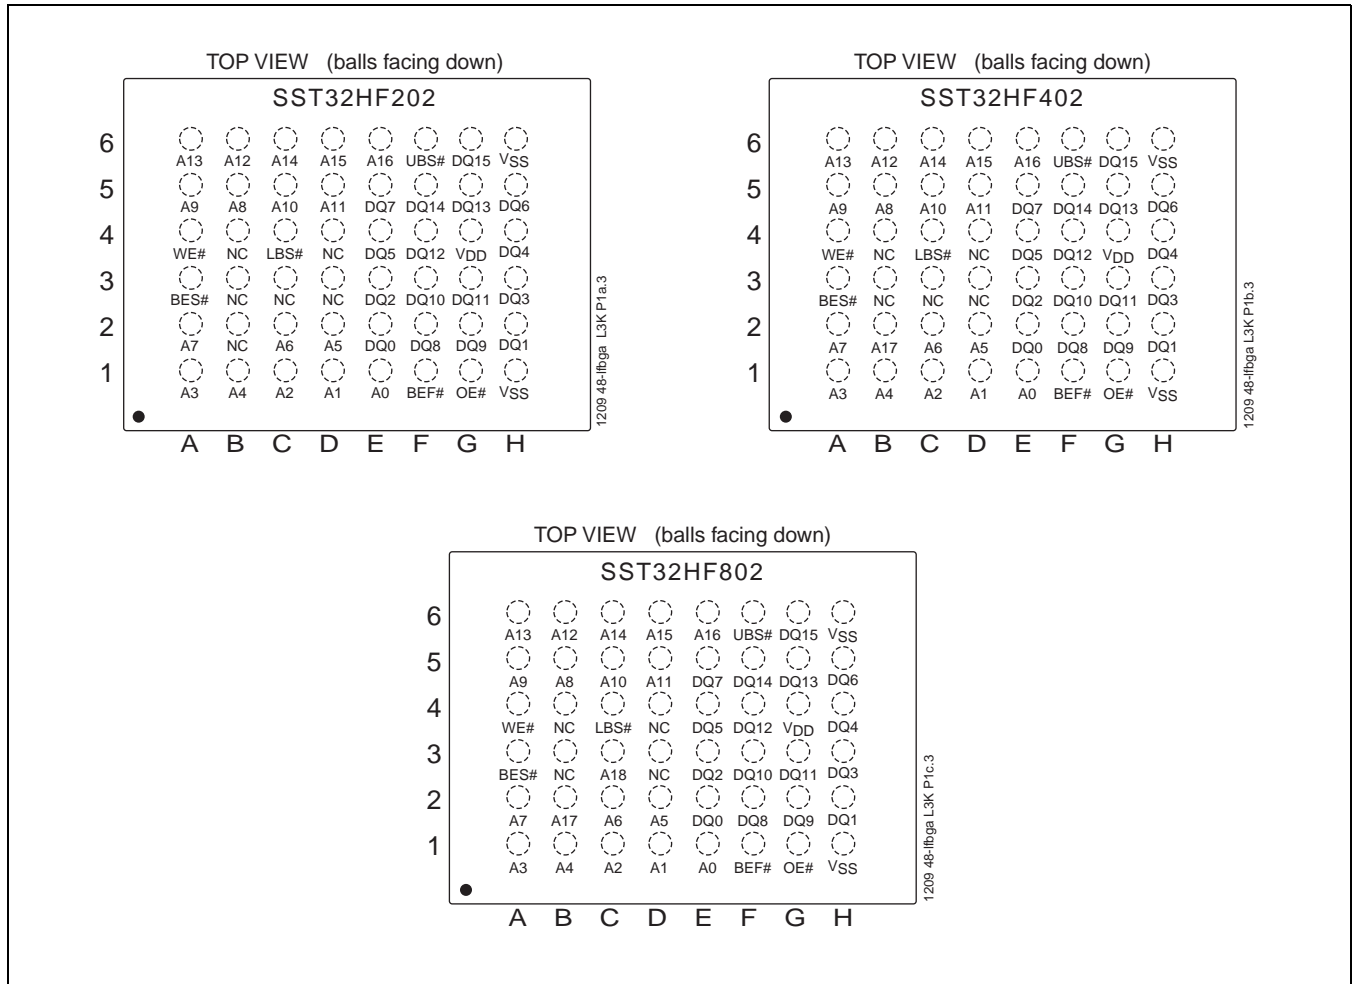 TOP VIEW (balls facing down)
SST32HF202
6
A13 A12 A14 A15 A16 UBS# DQ15 VSS
5
A9 A8 A10 A11 DQ7 DQ14 DQ13 DQ6
4
WE# NC LBS# NC DQ5 DQ12 VDD DQ4
3
BES# NC NC NC DQ2 DQ10 DQ11 DQ3
2
A7 NC A6 A5 DQ0 DQ8 DQ9 DQ1
1
A3 A4 A2 A1 A0 BEF# OE# VSS
A B C D E F G H
1209 48-lfbga L3K P1a.3
TOP VIEW (balls facing down)
SST32HF402
6
A13 A12 A14 A15 A16 UBS# DQ15 VSS
5
A9 A8 A10 A11 DQ7 DQ14 DQ13 DQ6
4
WE# NC LBS# NC DQ5 DQ12 VDD DQ4
3
BES# NC NC NC DQ2 DQ10 DQ11 DQ3
2
A7 A17 A6 A5 DQ0 DQ8 DQ9 DQ1
1
A3 A4 A2 A1 A0 BEF# OE# VSS
A B C D E F G H
1209 48-lfbga L3K P1b.3
TOP VIEW (balls facing down)
SST32HF802
6
A13 A12 A14 A15 A16 UBS# DQ15 VSS
5
A9 A8 A10 A11 DQ7 DQ14 DQ13 DQ6
4
WE# NC LBS# NC DQ5 DQ12 VDD DQ4
3
BES# NC A18 NC DQ2 DQ10 DQ11 DQ3
2
A7 A17 A6 A5 DQ0 DQ8 DQ9 DQ1
1
A3 A4 A2 A1 A0 BEF# OE# VSS
A B C D E F G H
1209 48-lfbga L3K P1c.3